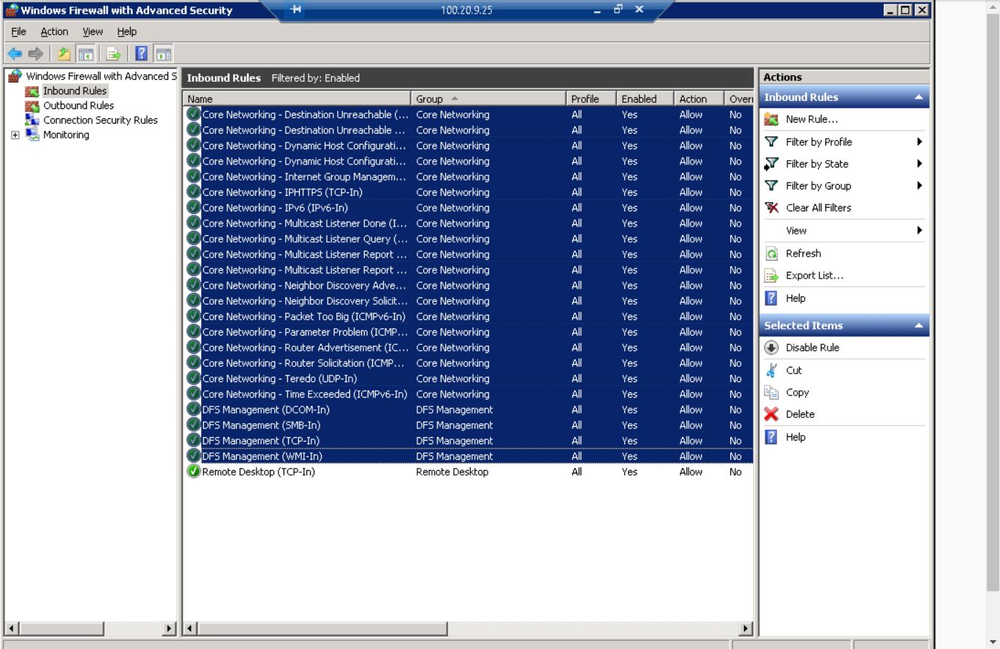 Windows Firewall with Advanced Security
100.20.9.25
File Action View Help
Windows Firewall with Advanced S
Inbound Rules
Outbound Rules
Connection Security Rules
Monitoring
Inbound Rules Filtered by: Enabled
Name Group Profile Enabled Action Overr
Core Networking - Destination Unreachable (... Core Networking All Yes Allow No
Core Networking - Destination Unreachable ... Core Networking All Yes Allow No
Core Networking - Dynamic Host Configurati... Core Networking All Yes Allow No
Core Networking - Dynamic Host Configurati... Core Networking All Yes Allow No
Core Networking - Internet Group Managem... Core Networking All Yes Allow No
Core Networking - IPHTTPS (TCP-In) Core Networking All Yes Allow No
Core Networking - IPv6 (IPv6-In) Core Networking All Yes Allow No
Core Networking - Multicast Listener Done (I... Core Networking All Yes Allow No
Core Networking - Multicast Listener Query (... Core Networking All Yes Allow No
Core Networking - Multicast Listener Report ... Core Networking All Yes Allow No
Core Networking - Multicast Listener Report ... Core Networking All Yes Allow No
Core Networking - Neighbor Discovery Adve... Core Networking All Yes Allow No
Core Networking - Neighbor Discovery Solicit... Core Networking All Yes Allow No
Core Networking - Packet Too Big (ICMPv6-In) Core Networking All Yes Allow No
Core Networking - Parameter Problem (ICMP... Core Networking All Yes Allow No
Core Networking - Router Advertisement (IC... Core Networking All Yes Allow No
Core Networking - Router Solicitation (ICMP... Core Networking All Yes Allow No
Core Networking - Teredo (UDP-In) Core Networking All Yes Allow No
Core Networking - Time Exceeded (ICMPv6-In) Core Networking All Yes Allow No
DFS Management (DCOM-In) DFS Management All Yes Allow No
DFS Management (SMB-In) DFS Management All Yes Allow No
DFS Management (TCP-In) DFS Management All Yes Allow No
DFS Management (WMI-In) DFS Management All Yes Allow No
Remote Desktop (TCP-In) Remote Desktop All Yes Allow No
Actions
Inbound Rules
New Rule...
Filter by Profile
Filter by State
Filter by Group
Clear All Filters
View
Refresh
Export List...
Help
Selected Items
Disable Rule
Cut
Copy
Delete
Help